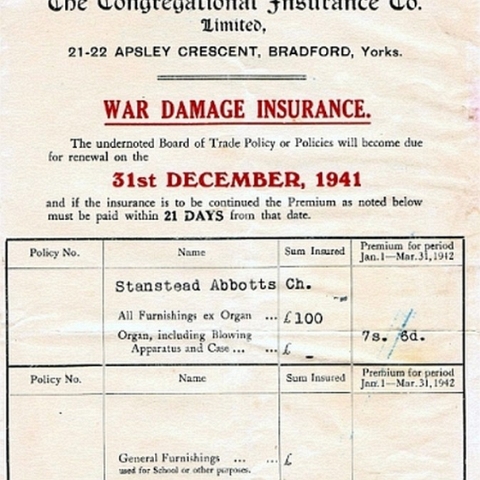 The Congregational Insurance Co.
Limited,
21-22 APSLEY CRESCENT, BRADFORD, Yorks.
WAR DAMAGE INSURANCE.
The undernoted Board of Trade Policy or Policies will become due
for renewal on the
31st DECEMBER, 1941
and if the insurance is to be continued the Premium as noted below
must be paid within 21 DAYS from that date.
Policy No. Name Sum Insured Premium for period
Jan. 1—Mar. 31, 1942
Stanstead Abbotts Ch.
All Furnishings ex Organ ... £100
Organ, including Blowing
Apparatus and Case ... ... £ - 7s. 6d.
Policy No. Name Sum Insured Premium for period
Jan. 1—Mar. 31, 1942
General Furnishings ... ... £
used for School or other purposes.